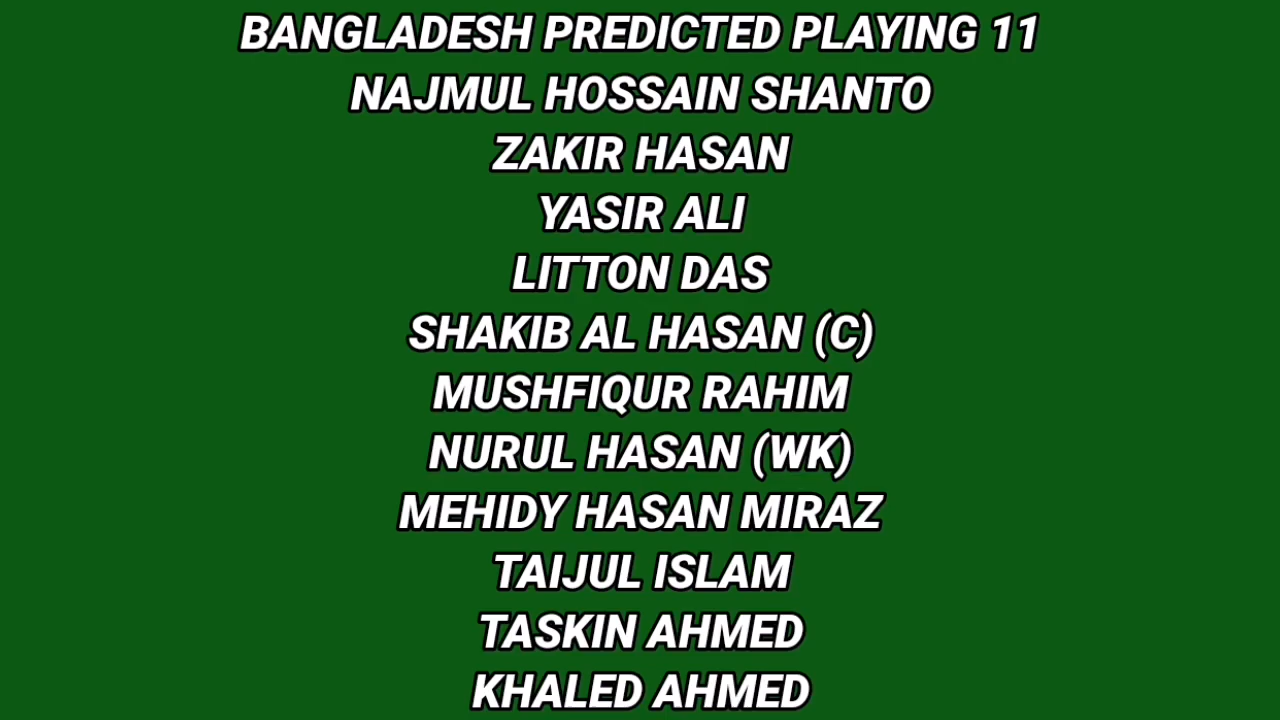 BANGLADESH PREDICTED PLAYING 11
NAJMUL HOSSAIN SHANTO
ZAKIR HASAN
YASIR ALI
LITTON DAS
SHAKIB AL HASAN (C)
MUSHFIQUR RAHIM
NURUL HASAN (WK)
MEHIDY HASAN MIRAZ
TAIJUL ISLAM
TASKIN AHMED
KHALED AHMED